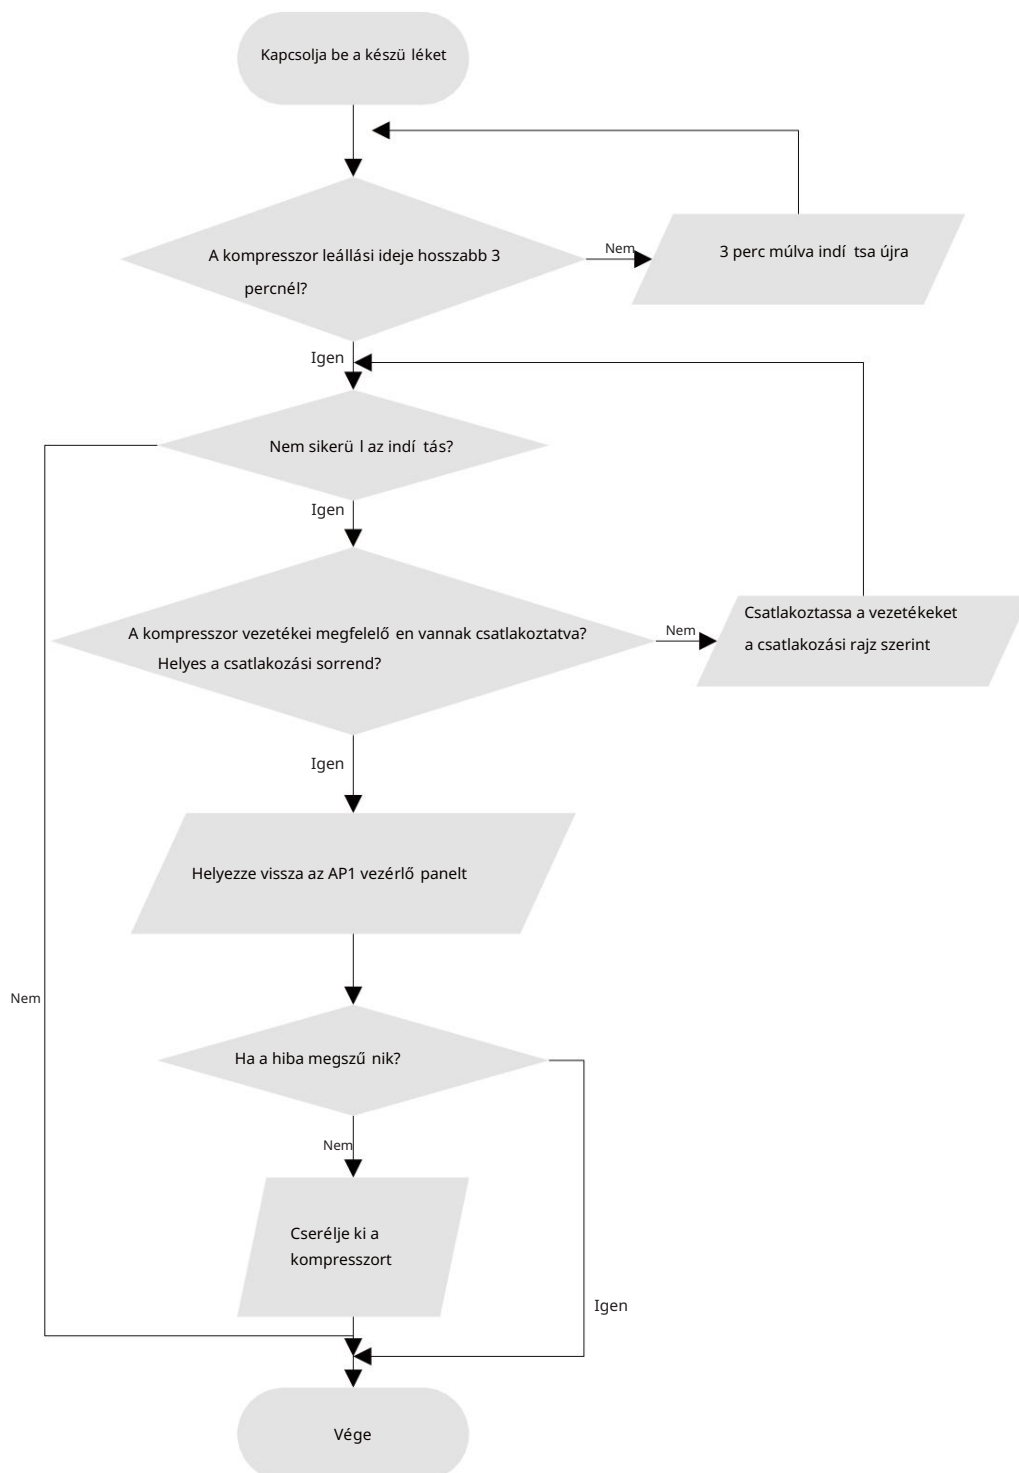 Kapcsolja be a készü léket
A kompresszor leállási ideje hosszabb 3
percnél?
Nem
3 perc múlva indí tsa újra
Igen
Nem sikerü l az indí tás?
Igen
A kompresszor vezetékei megfelelő en vannak csatlakoztatva?
Helyes a csatlakozási sorrend?
Nem
Csatlakoztassa a vezetékeket
a csatlakozási rajz szerint
Igen
Helyezze vissza az AP1 vezérlő panelt
Nem
Ha a hiba megszű nik?
Nem
Cserélje ki a
kompresszort
Igen
Vége